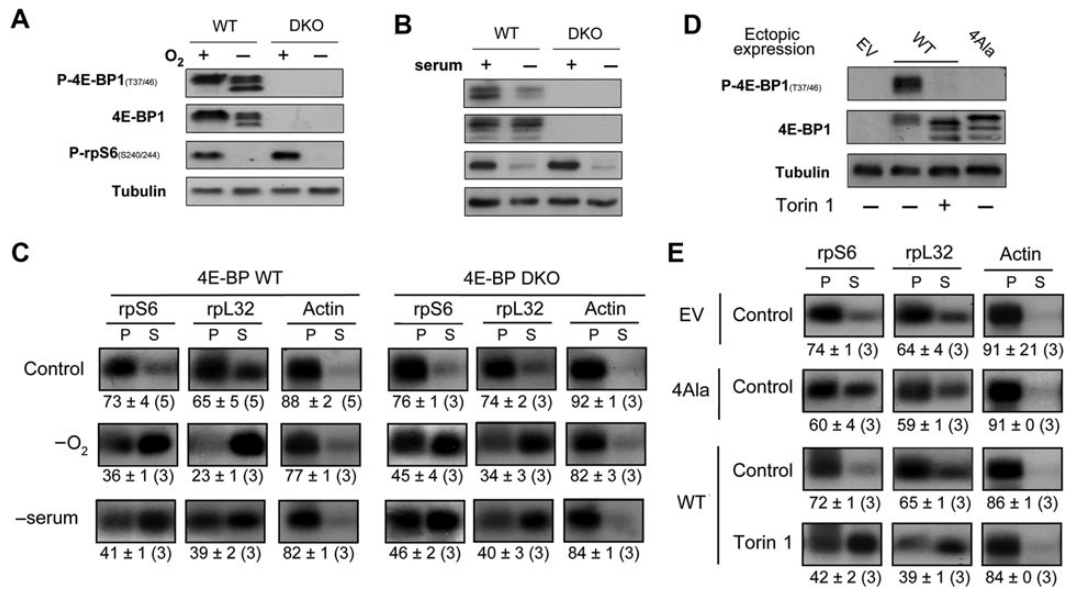 A
WT DKO
O2 + − + −
P-4E-BP1(T37/46)
4E-BP1
P-rpS6(S240/244)
Tubulin
B
WT DKO
serum + − + −
D
Ectopic expression EV WT 4Ala
P-4E-BP1(T37/46)
4E-BP1
Tubulin
Torin 1 − − + −
C
4E-BP WT 4E-BP DKO
rpS6 rpL32 Actin rpS6 rpL32 Actin
P S P S P S P S P S P S
Control
73 ± 4 (5) 65 ± 5 (5) 88 ± 2 (5) 76 ± 1 (3) 74 ± 2 (3) 92 ± 1 (3)
−O2
36 ± 1 (3) 23 ± 1 (3) 77 ± 1 (3) 45 ± 4 (3) 34 ± 3 (3) 82 ± 3 (3)
−serum
41 ± 1 (3) 39 ± 2 (3) 82 ± 1 (3) 46 ± 2 (3) 40 ± 3 (3) 84 ± 1 (3)
E
rpS6 rpL32 Actin
P S P S P S
EV Control
74 ± 1 (3) 64 ± 4 (3) 91 ± 21 (3)
4Ala Control
60 ± 4 (3) 59 ± 1 (3) 91 ± 0 (3)
WT
Control
72 ± 1 (3) 65 ± 1 (3) 86 ± 1 (3)
Torin 1
42 ± 2 (3) 39 ± 1 (3) 84 ± 0 (3)